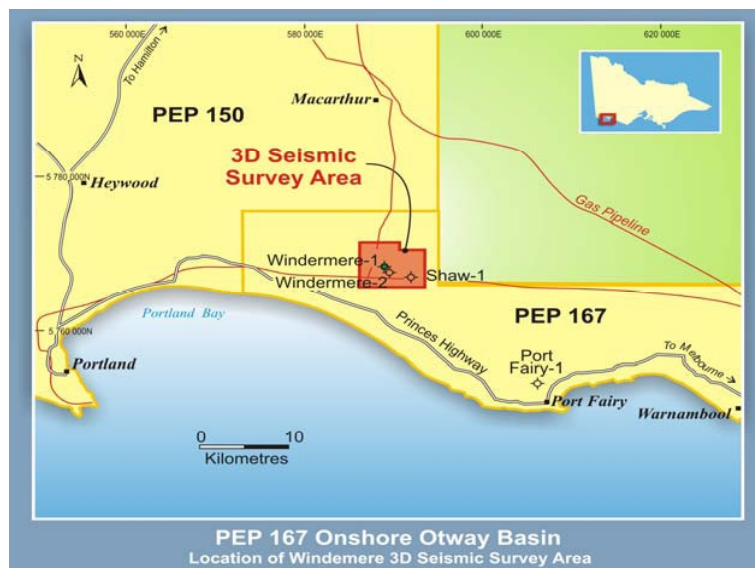 560 000E
580 000E
600 000E
620 000E
N
To Hamilton
Macarthur
PEP 150
3D Seismic
Survey Area
5 780 000N
Heywood
Gas Pipeline
Windermere-1
Windermere-2
Shaw-1
Portland Bay
PEP 167
5 760 000N
Princes Highway
To Melbourne
Port
Fairy-1
Portland
Port Fairy
Warnambool
0 10
Kilometres
PEP 167 Onshore Otway Basin
Location of Windemere 3D Seismic Survey Area